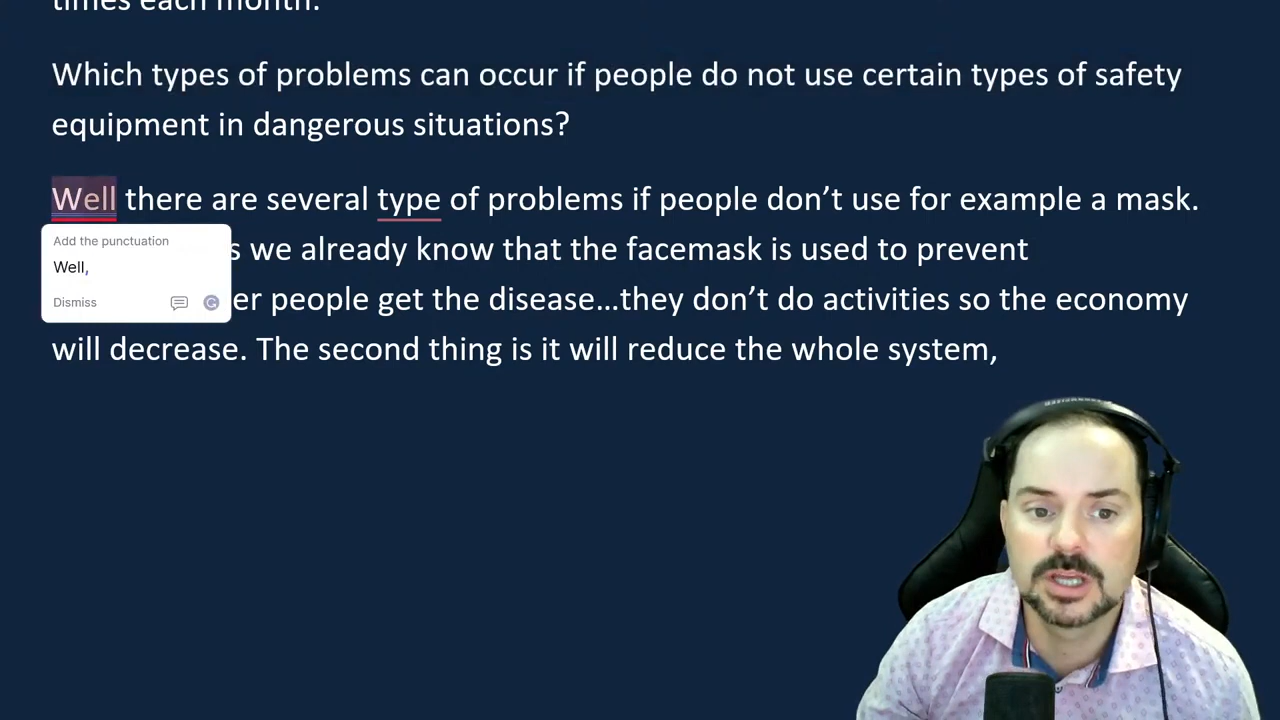 times each month.
Which types of problems can occur if people do not use certain types of safety
equipment in dangerous situations?
Well there are several type of problems if people don’t use for example a mask.
Add the punctuation
s we already know that the facemask is used to prevent
Well,
er people get the disease…they don’t do activities so the economy
Dismiss
will decrease. The second thing is it will reduce the whole system,